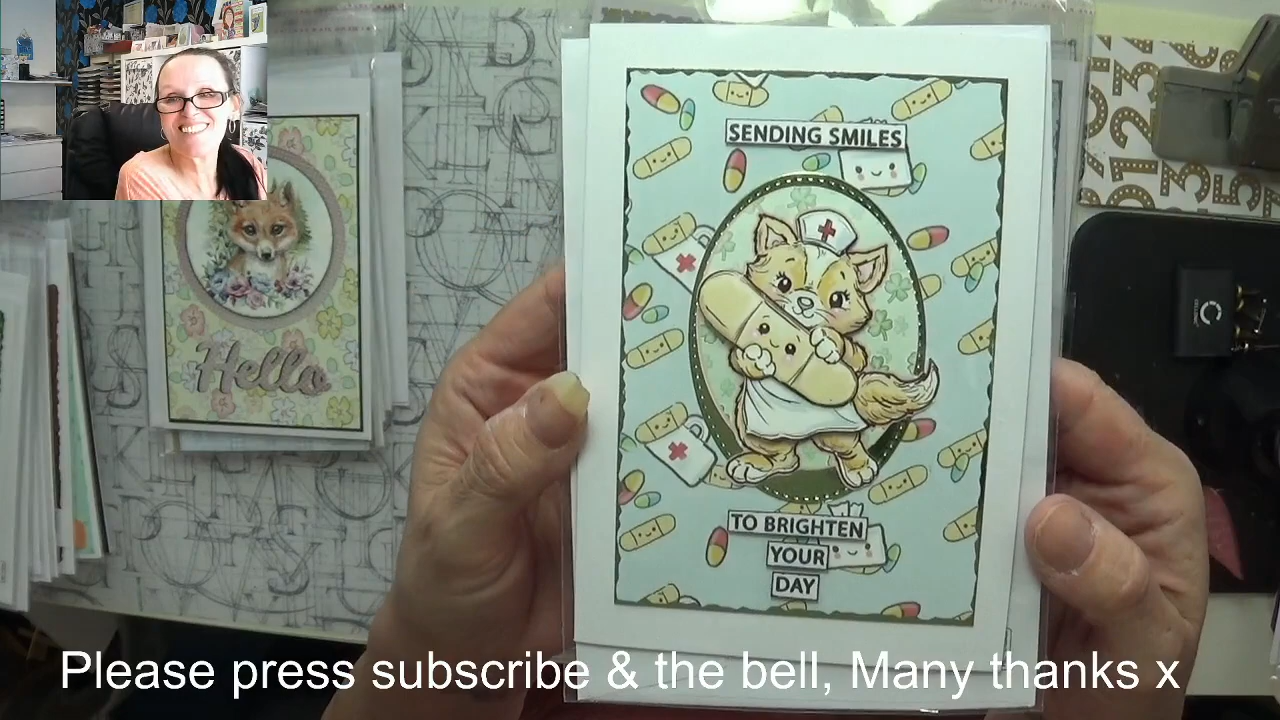 SENDING SMILES
Hello
TO BRIGHTEN
YOUR
DAY
Please press subscribe & the bell, Many thanks x